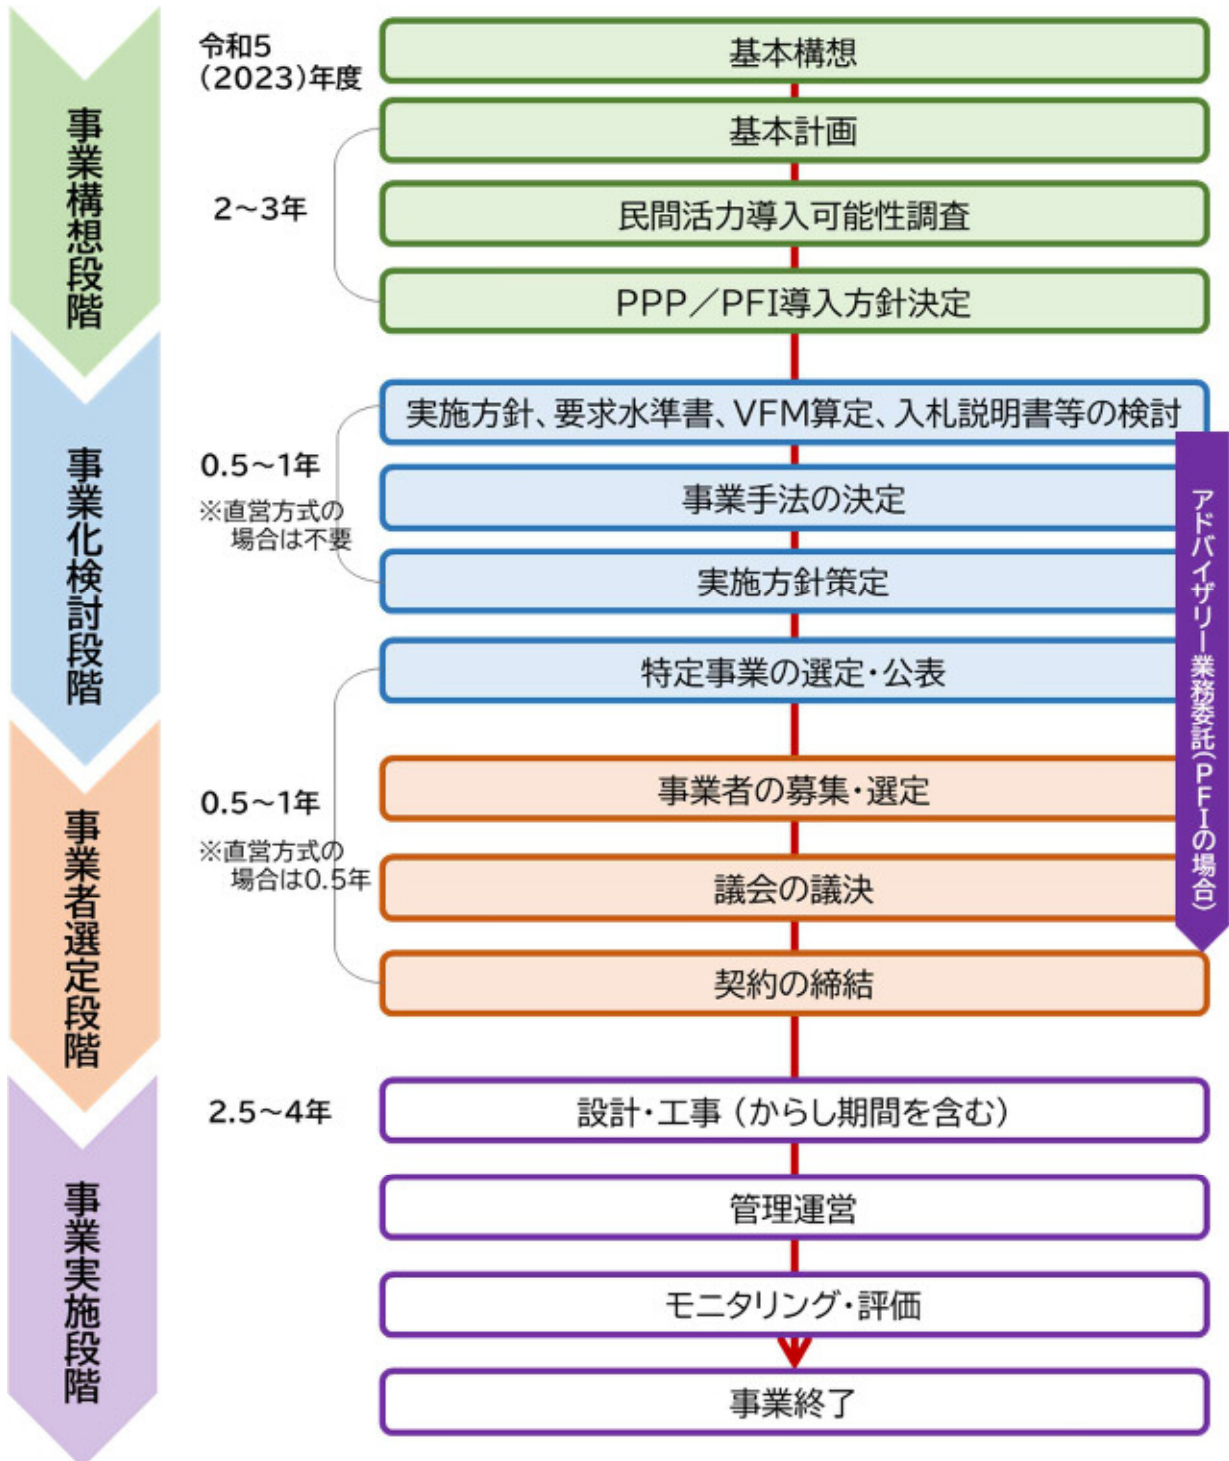 事業構想段階
令和5
（2023）年度
基本構想
基本計画
2～3年
民間活力導入可能性調査
PPP／PFI導入方針決定
事業化検討段階
実施方針、要求水準書、VFM算定、入札説明書等の検討
0.5～1年
※直営方式の
場合は不要
事業手法の決定
実施方針策定
特定事業の選定・公表
アドバイザリー業務委託（PFIの場合）
事業者選定段階
0.5～1年
※直営方式の
場合は0.5年
事業者の募集・選定
議会の議決
契約の締結
事業実施段階
2.5～4年
設計・工事（からし期間を含む）
管理運営
モニタリング・評価
事業終了